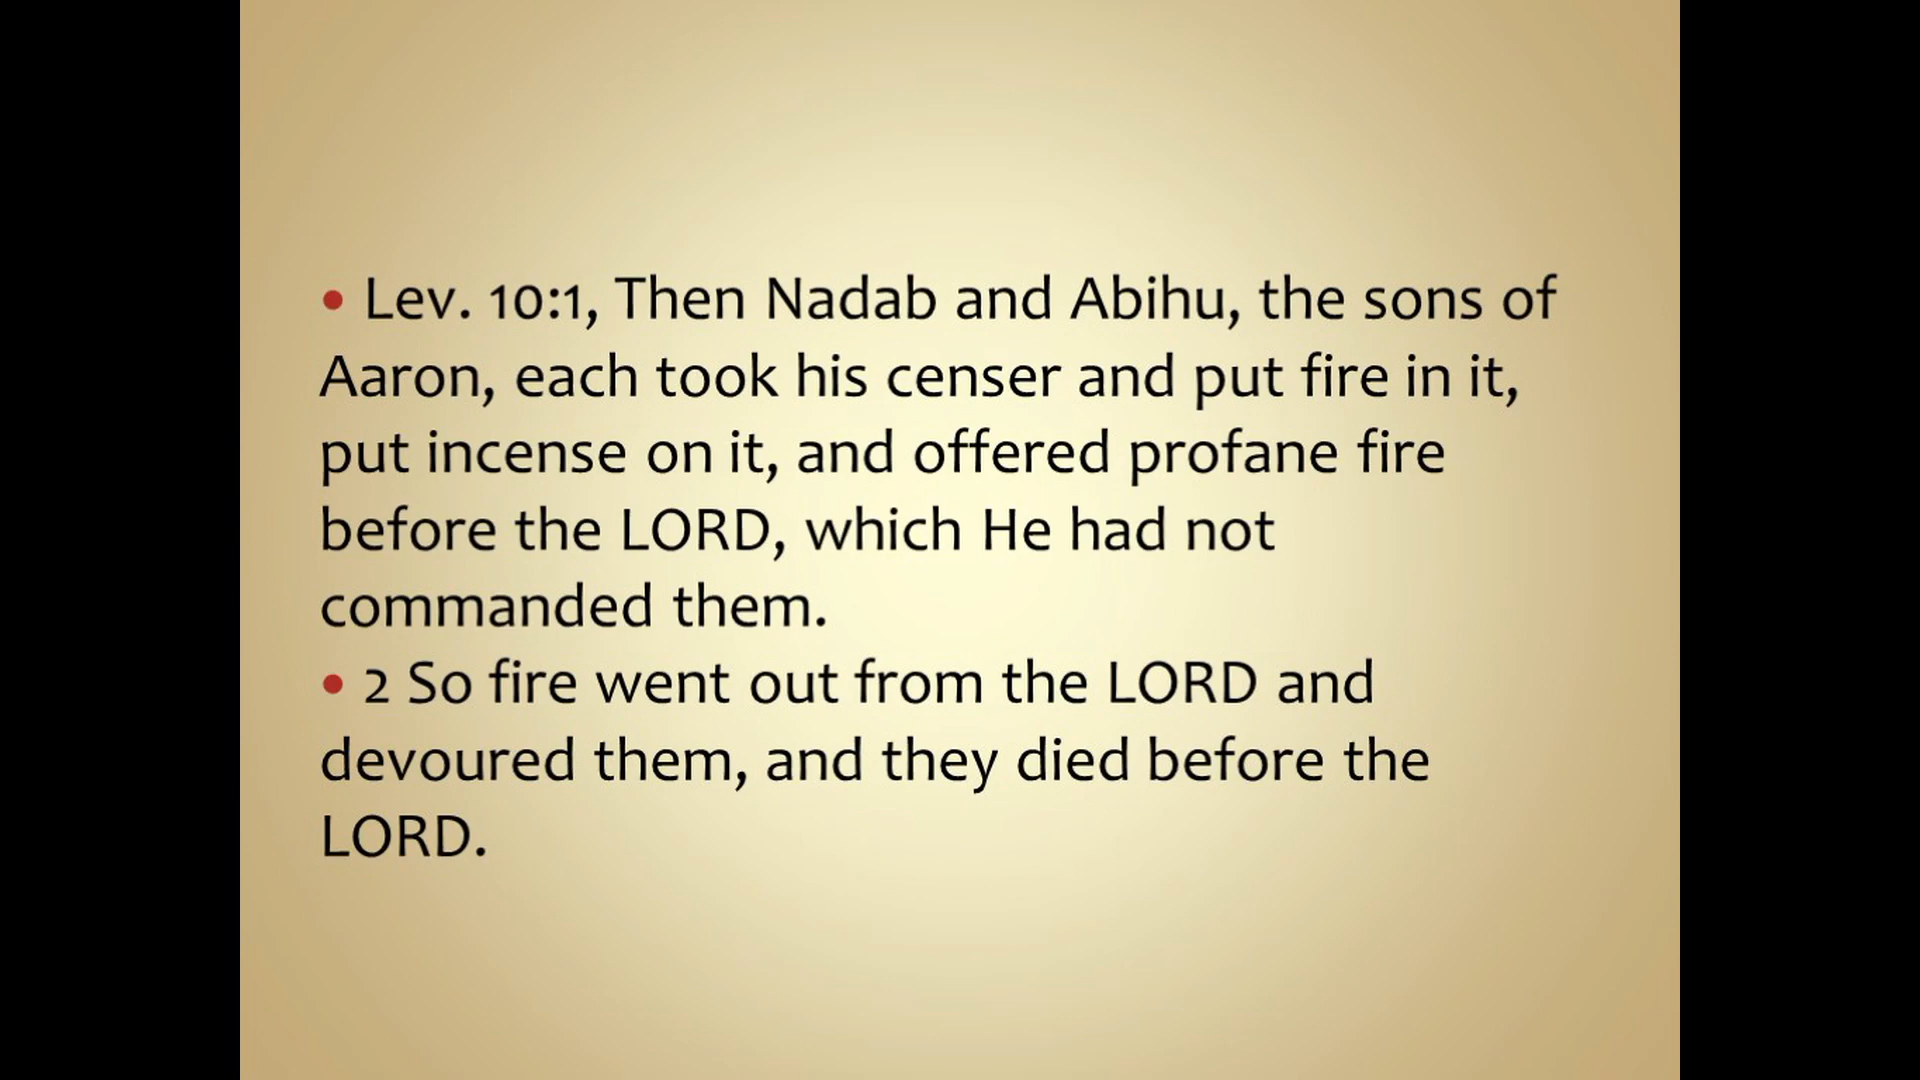 • Lev. 10:1, Then Nadab and Abihu, the sons of
Aaron, each took his censer and put fire in it,
put incense on it, and offered profane fire
before the LORD, which He had not
commanded them.
• 2 So fire went out from the LORD and
devoured them, and they died before the
LORD.